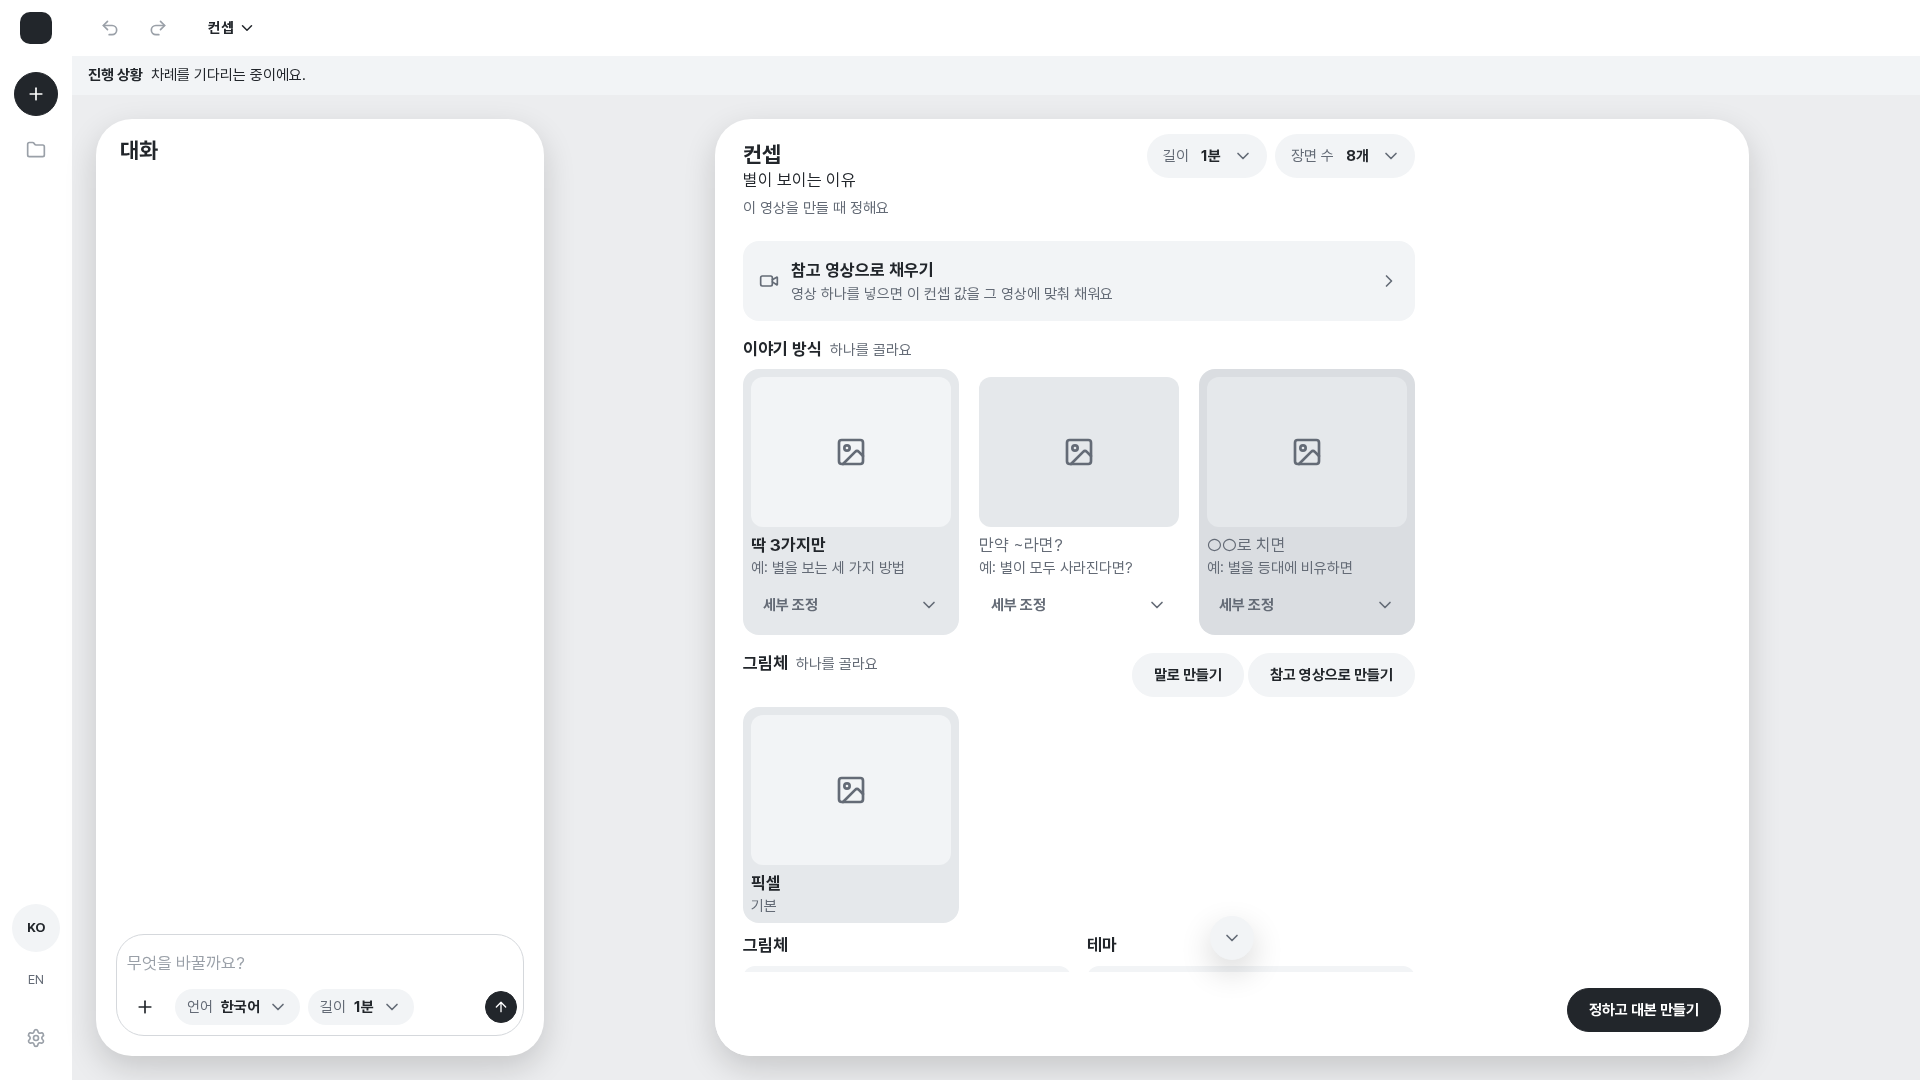 컨셉
진행 상황 차례를 기다리는 중이에요.
대화
무엇을 바꿀까요?
언어 한국어
길이 1분
KO
EN
컨셉
별이 보이는 이유
이 영상을 만들 때 정해요
길이 1분
장면 수 8개
참고 영상으로 채우기
영상 하나를 넣으면 이 컨셉 값을 그 영상에 맞춰 채워요
이야기 방식 하나를 골라요
딱 3가지만
예: 별을 보는 세 가지 방법
세부 조정
만약 ~라면?
예: 별이 모두 사라진다면?
세부 조정
○○로 치면
예: 별을 등대에 비유하면
세부 조정
그림체 하나를 골라요
말로 만들기
참고 영상으로 만들기
픽셀
기본
그림체
테마
정하고 대본 만들기